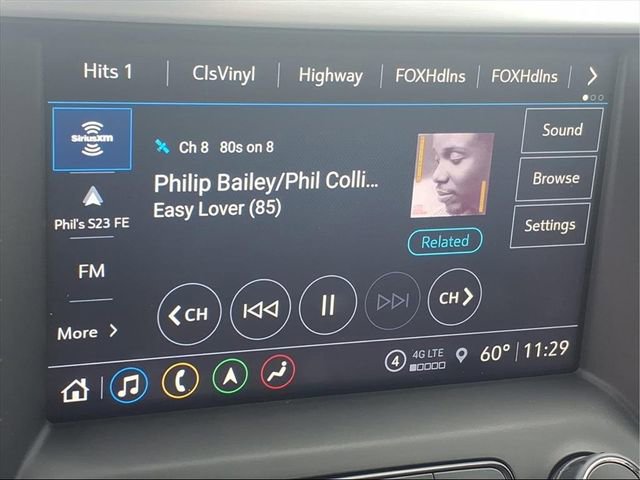 Hits 1 ClsVinyl Highway FOXHdlns FOXHdlns
SiriusXM
Ch 8 80s on 8
Sound
Philip Bailey/Phil Colli...
Browse
Phil's S23 FE
Easy Lover (85)
Settings
Related
FM
CH CH
More
4 4G LTE 60° 11:29